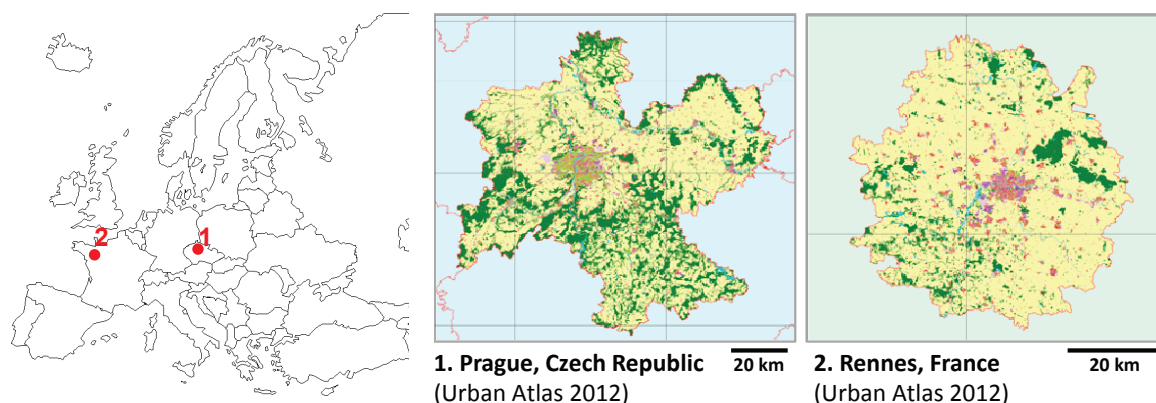 2
1
1. Prague, Czech Republic
20 km
(Urban Atlas 2012)
2. Rennes, France
20 km
(Urban Atlas 2012)